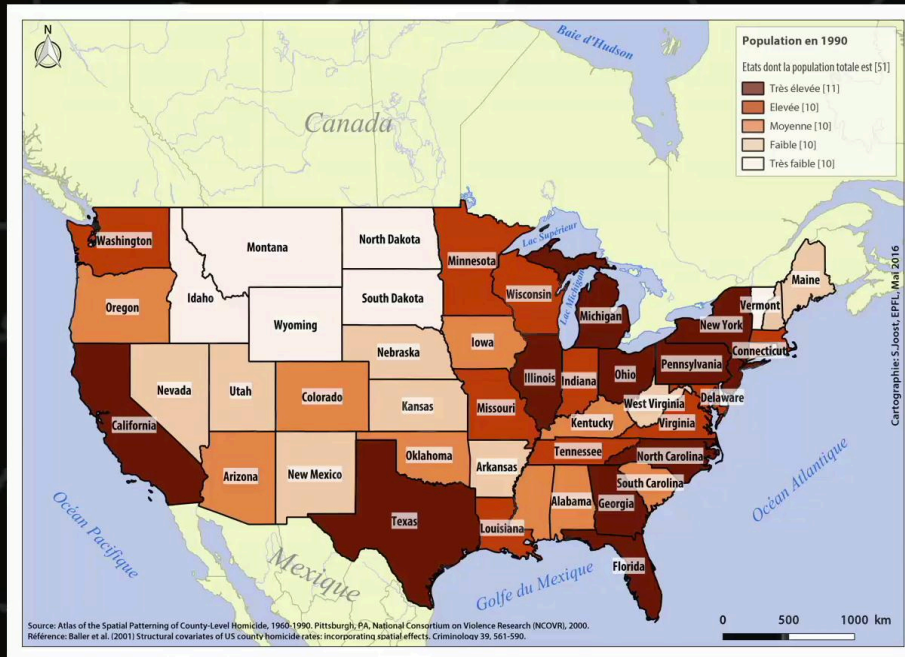 N
Baie d'Hudson
Population en 1990
Etats dont la population totale est [51]
Très élevée [11]
Elevée [10]
Moyenne [10]
Faible [10]
Très faible [10]
Canada
Washington
Montana
North Dakota
Minnesota
Lac Supérieur
Maine
Oregon
Idaho
South Dakota
Wisconsin
Lac Michigan
Michigan
Vermont
Wyoming
New York
Nebraska
Iowa
Connecticut
Nevada
Utah
Colorado
Kansas
Illinois
Indiana
Ohio
Pennsylvania
California
Missouri
West Virginia
Delaware
Kentucky
Virginia
Arizona
New Mexico
Oklahoma
Arkansas
Tennessee
North Carolina
South Carolina
Texas
Louisiana
Alabama
Georgia
Florida
Océan Pacifique
Mexique
Golfe du Mexique
Océan Atlantique
Cartographie: S.Joost, EPFL, Mai 2016
Source: Atlas of the Spatial Patterning of County-Level Homicide, 1960-1990. Pittsburgh, PA, National Consortium on Violence Research (NCOVR), 2000.
Référence: Baller et al. (2001) Structural covariates of US county homicide rates: incorporating spatial effects. Criminology 39, 561-590.
0 500 1000 km